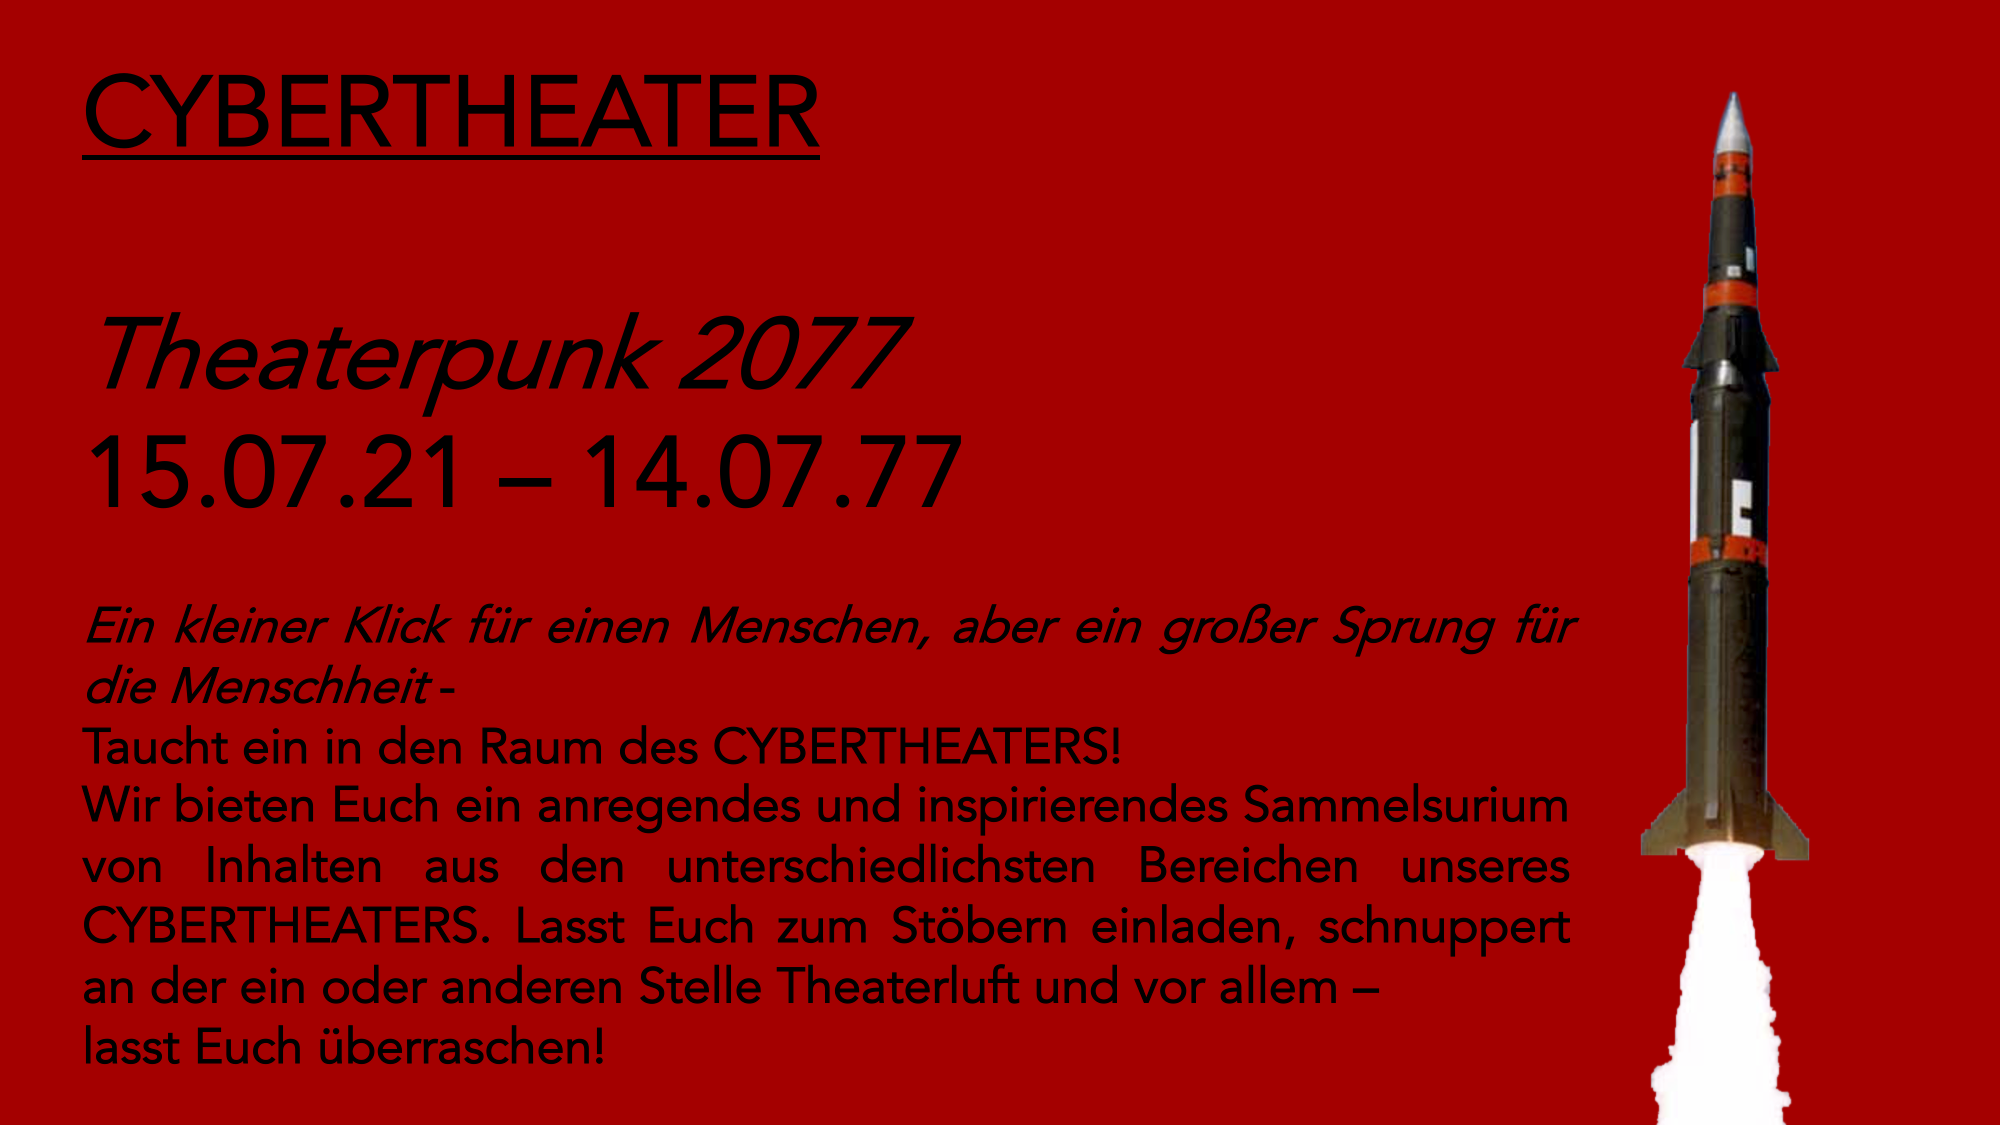 CYBERTHEATER
Theaterpunk 2077
15.07.21 – 14.07.77
Ein kleiner Klick für einen Menschen, aber ein großer Sprung für
die Menschheit -
Taucht ein in den Raum des CYBERTHEATERS!
Wir bieten Euch ein anregendes und inspirierendes Sammelsurium
von Inhalten aus den unterschiedlichsten Bereichen unseres
CYBERTHEATERS. Lasst Euch zum Stöbern einladen, schnuppert
an der ein oder anderen Stelle Theaterluft und vor allem –
lasst Euch überraschen!